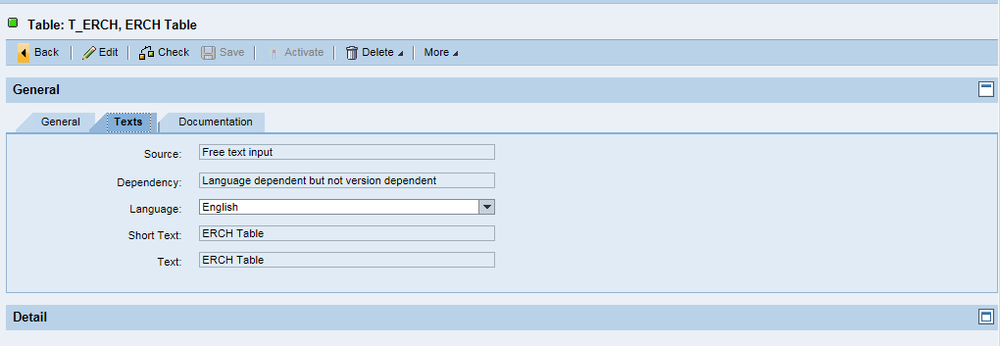 Table: T_ERCH, ERCH Table
Back Edit Check Save Activate Delete More
General
General Texts Documentation
Source: Free text input
Dependency: Language dependent but not version dependent
Language: English
Short Text: ERCH Table
Text: ERCH Table
Detail